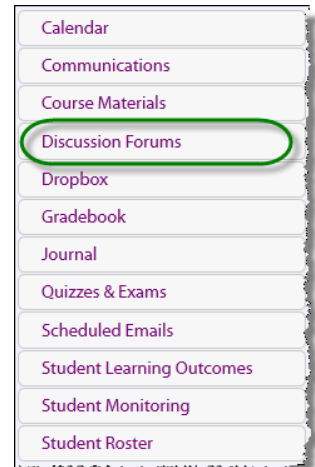 Calendar
Communications
Course Materials
Discussion Forums
Dropbox
Gradebook
Journal
Quizzes & Exams
Scheduled Emails
Student Learning Outcomes
Student Monitoring
Student Roster